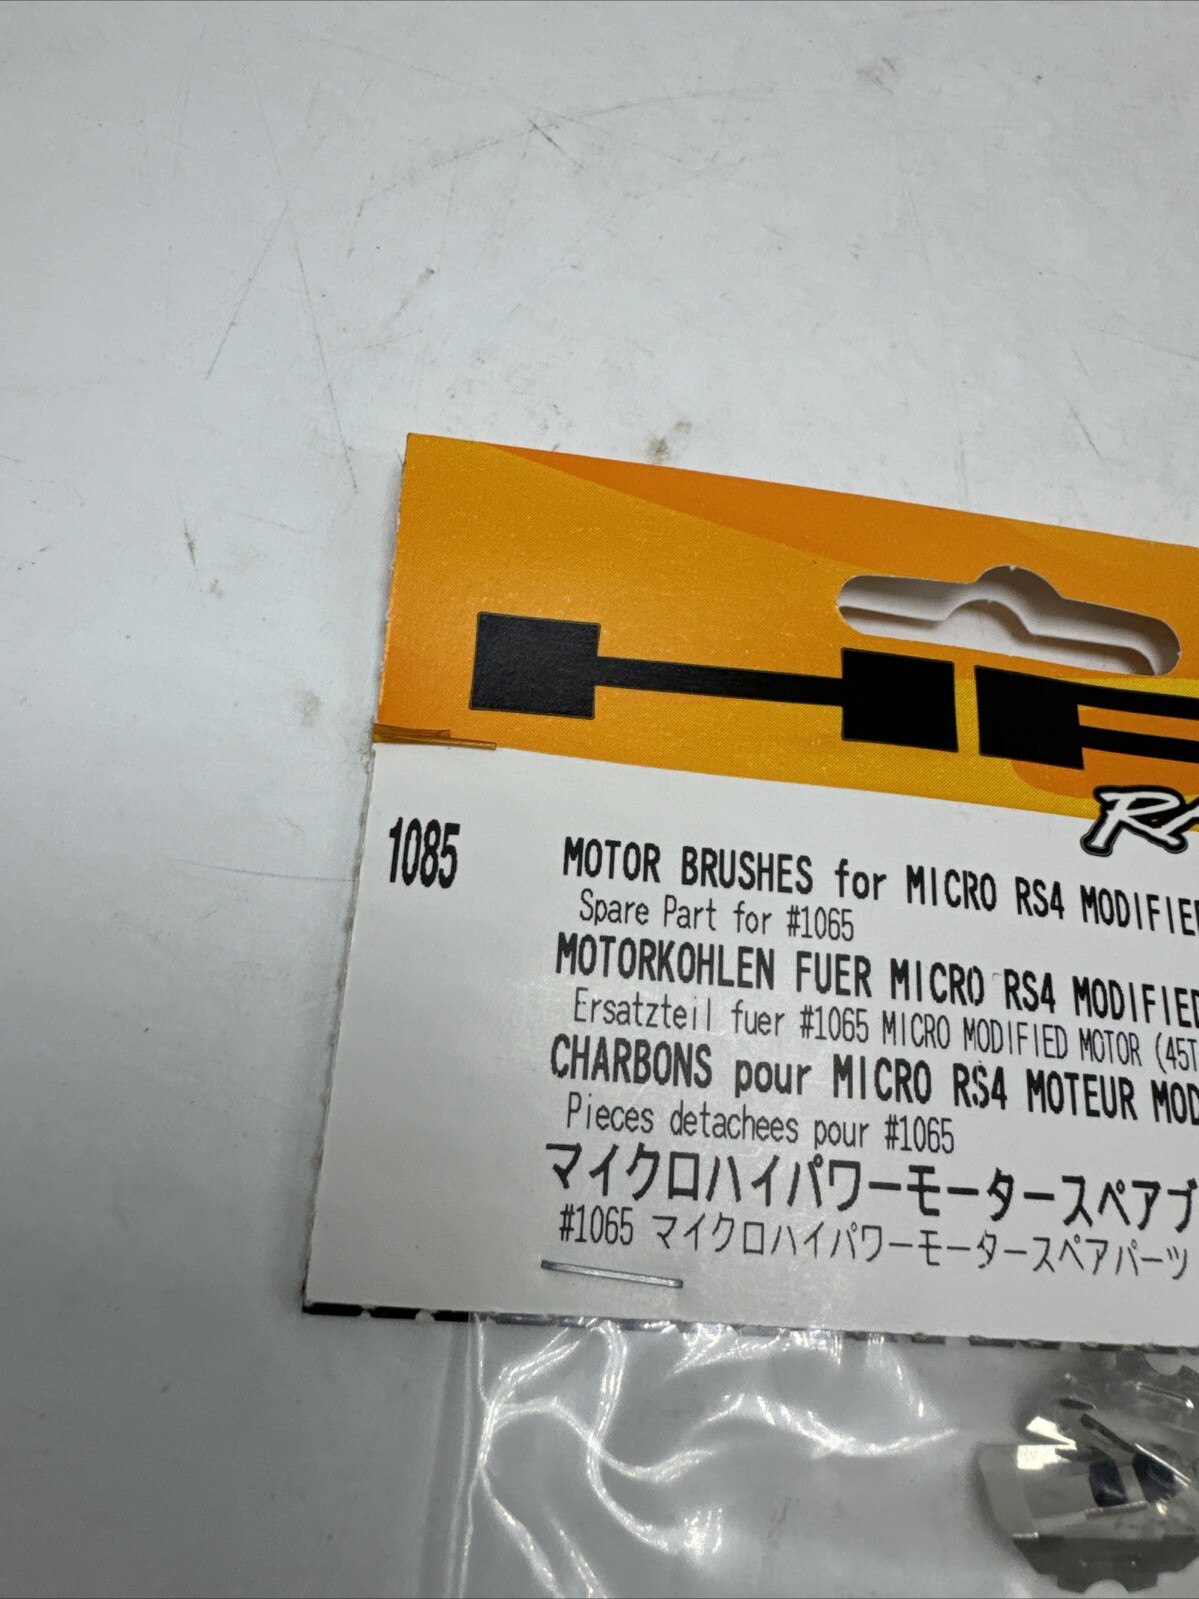 HP
RA
1085
MOTOR BRUSHES for MICRO RS4 MODIFIED
Spare Part for #1065
MOTORKOHLEN FUER MICRO RS4 MODIFIED
Ersatzteil fuer #1065 MICRO MODIFIED MOTOR (45T
CHARBONS pour MICRO RS4 MOTEUR MOD
Pieces detachees pour #1065
マイクロハイパワーモータースペアブ
#1065 マイクロハイパワーモータースペアパーツ